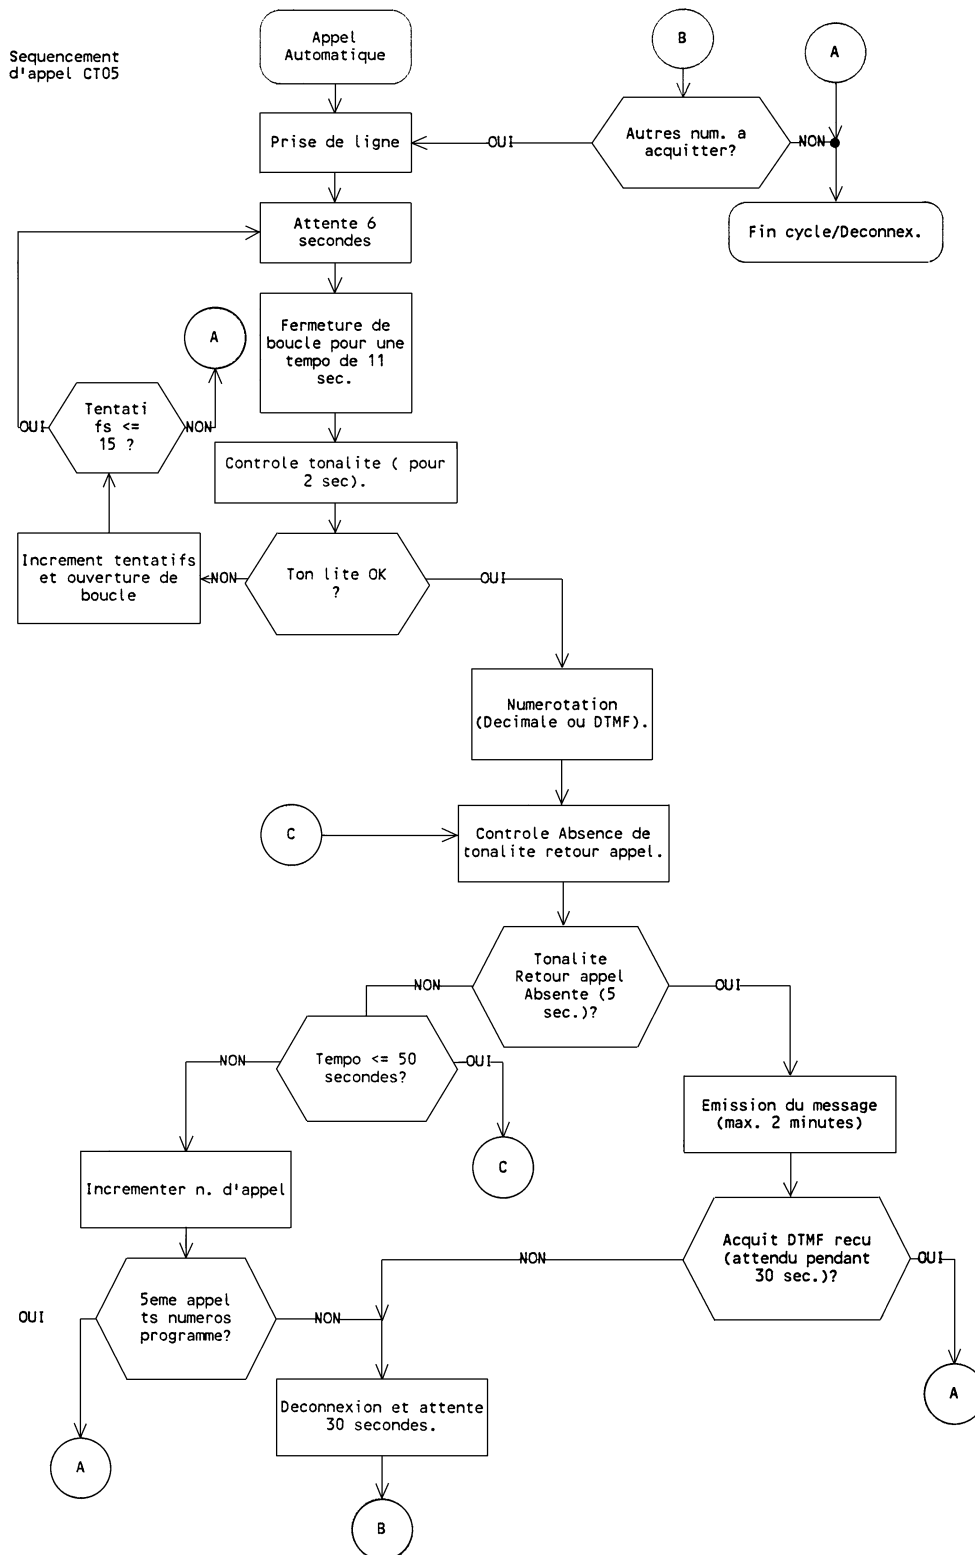 Sequencement
d'appel CT05
Appel
Automatique
B
A
Prise de ligne
OUI
Autres num. a
acquitter?
NON
Attente 6
secondes
Fin cycle/Deconnex.
Fermeture de
boucle pour une
tempo de 11
sec.
A
OUI
Tentati
fs <=
15 ?
NON
Controle tonalite ( pour
2 sec).
Increment tentatifs
et ouverture de
boucle
NON
Ton lite OK
?
OUI
Numerotation
(Decimale ou DTMF).
C
Controle Absence de
tonalite retour appel.
NON
Tonalite
Retour appel
Absente (5
sec.)?
OUI
NON
Tempo <= 50
secondes?
OUI
Emission du message
(max. 2 minutes)
C
Incrementer n. d'appel
NON
Acquit DTMF recu
(attendu pendant
30 sec.)?
OUI
OUI
5eme appel
ts numeros
programme?
NON
A
Deconnexion et attente
30 secondes.
A
B